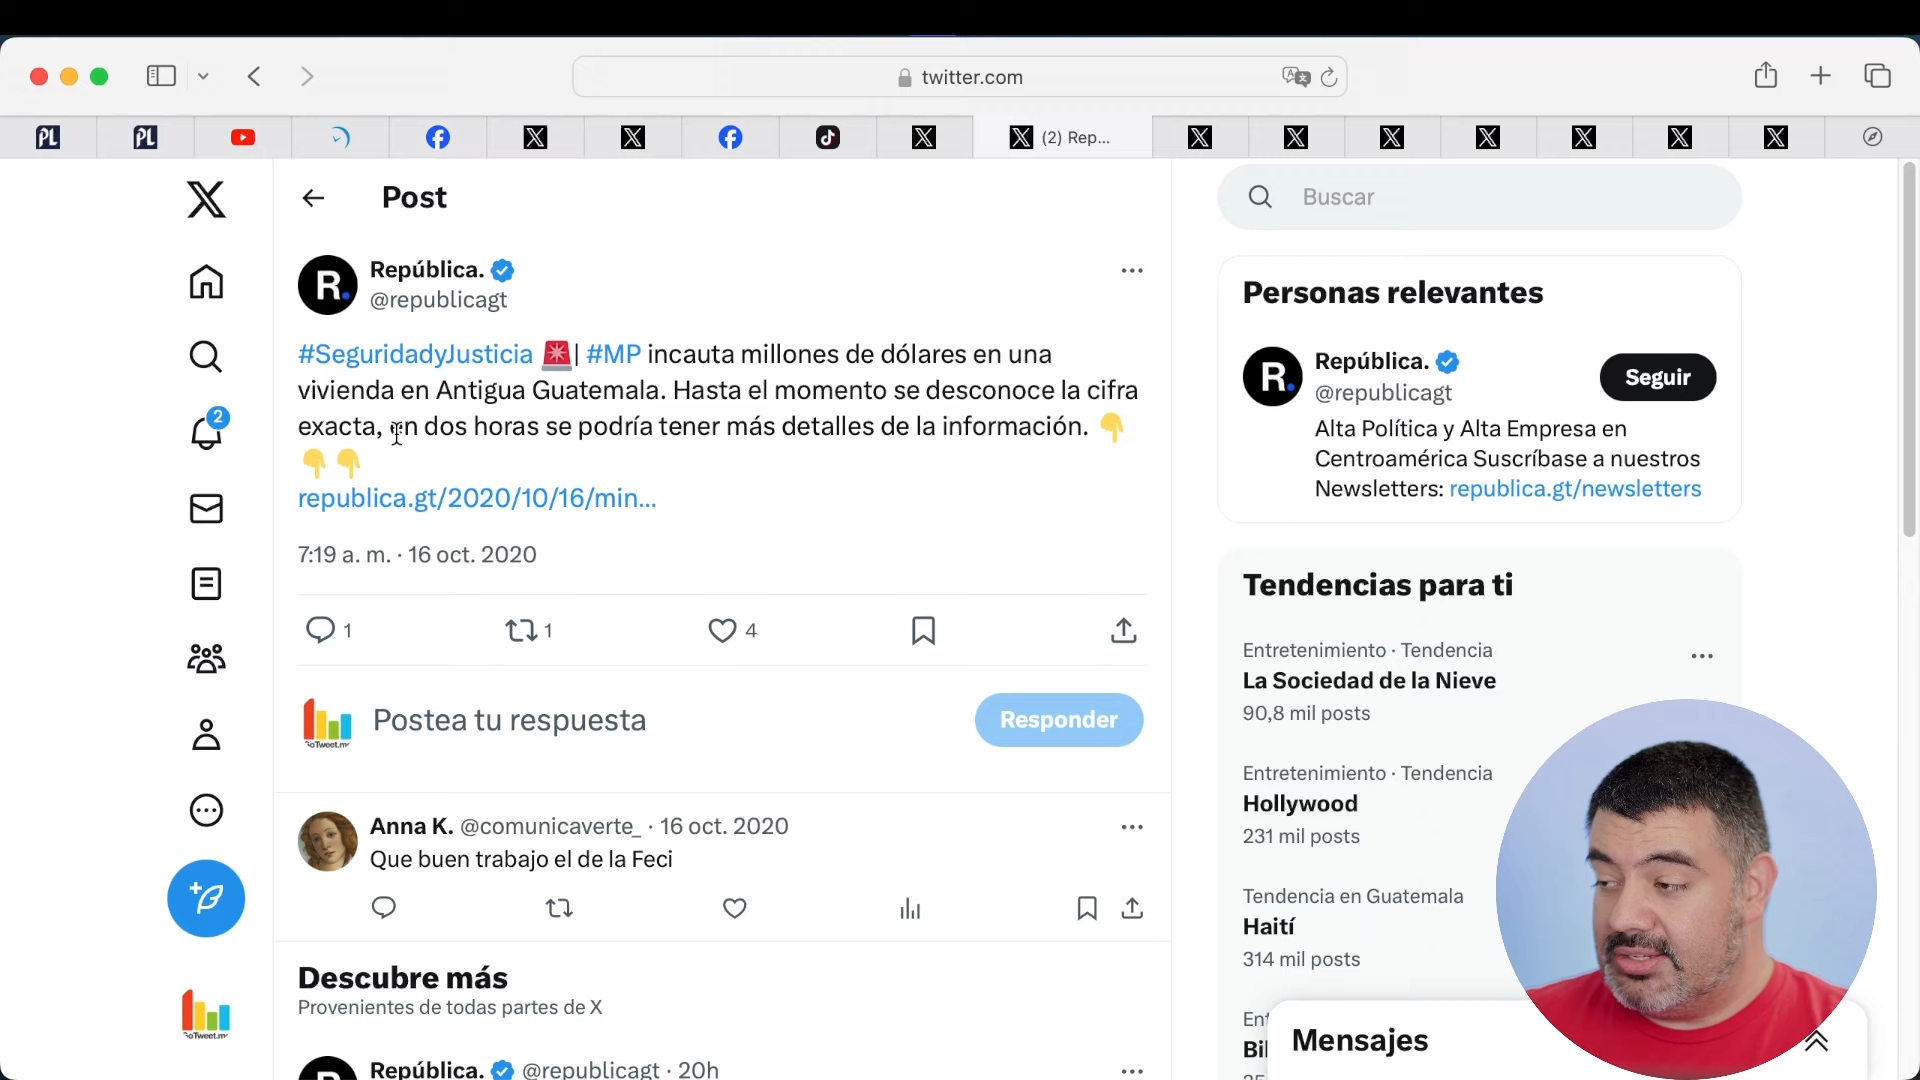 twitter.com
(2) Rep...
Post
República.
@republicagt
#SeguridadyJusticia 🚨| #MP incauta millones de dólares en una
vivienda en Antigua Guatemala. Hasta el momento se desconoce la cifra
exacta, en dos horas se podría tener más detalles de la información. 👇
👇👇
republica.gt/2020/10/16/min...
7:19 a. m. · 16 oct. 2020
1
1
4
Postea tu respuesta
Responder
Anna K. @comunicaverte_ · 16 oct. 2020
Que buen trabajo el de la Feci
Descubre más
Provenientes de todas partes de X
República. @republicagt · 20h
2
GoTweet.me
Buscar
Personas relevantes
República.
@republicagt
Seguir
Alta Política y Alta Empresa en
Centroamérica Suscríbase a nuestros
Newsletters: republica.gt/newsletters
Tendencias para ti
Entretenimiento · Tendencia
La Sociedad de la Nieve
90,8 mil posts
Entretenimiento · Tendencia
Hollywood
231 mil posts
Tendencia en Guatemala
Haití
314 mil posts
Mensajes